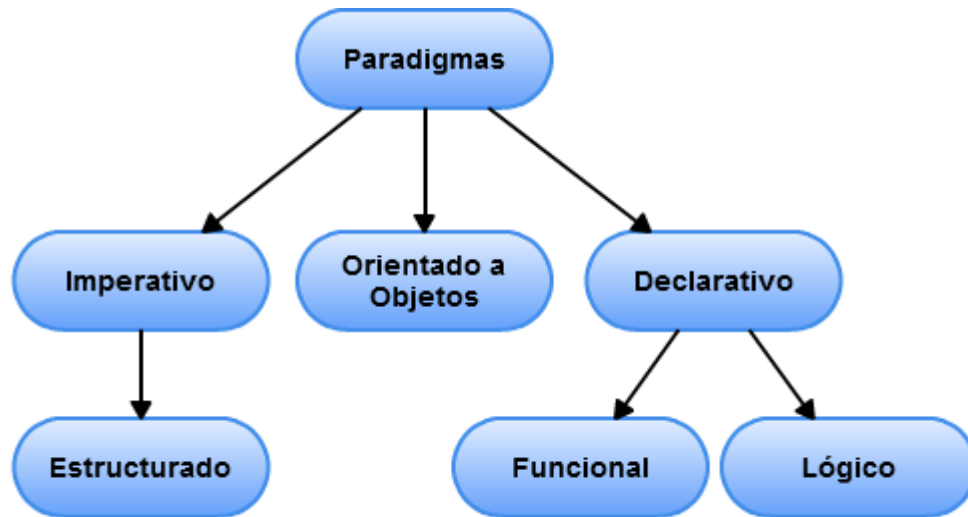 Paradigmas
Imperativo
Orientado a
Objetos
Declarativo
Estructurado
Funcional
Lógico